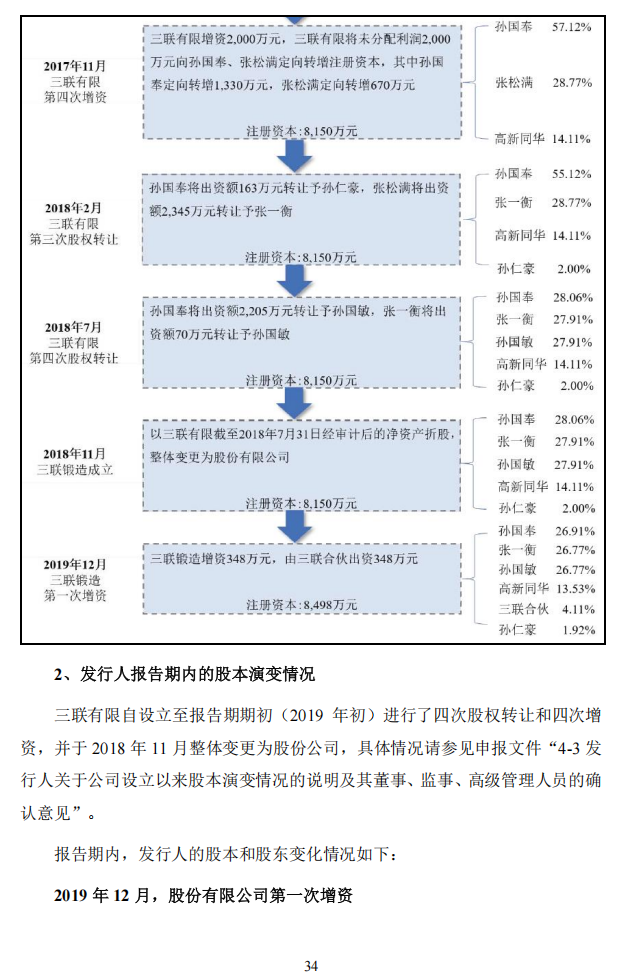 三联有限增资2,000万元，三联有限将未分配利润2,000
万元向孙国奉、张松满定向转增注册资本，其中孙国
奉定向转增1,330万元，张松满定向转增670万元
注册资本:8,150万元
2017年11月
三联有限
第四次增资
孙国奉 57.12%
张松满 28.77%
高新同华 14.11%
孙国奉将出资额163万元转让予孙仁豪，张松满将出资
额2,345万元转让予张一衡
注册资本:8,150万元
2018年2月
三联有限
第三次股权转让
孙国奉 55.12%
张一衡 28.77%
高新同华 14.11%
孙仁豪 2.00%
孙国奉将出资额2,205万元转让予孙国敏，张一衡将出
资额70万元转让予孙国敏
注册资本:8,150万元
2018年7月
三联有限
第四次股权转让
孙国奉 28.06%
张一衡 27.91%
孙国敏 27.91%
高新同华 14.11%
孙仁豪 2.00%
以三联有限截至2018年7月31日经审计后的净资产折股，
整体变更为股份有限公司
注册资本:8,150万元
2018年11月
三联锻造成立
孙国奉 28.06%
张一衡 27.91%
孙国敏 27.91%
高新同华 14.11%
孙仁豪 2.00%
三联锻造增资348万元，由三联合伙出资348万元
注册资本:8,498万元
2019年12月
三联锻造
第一次增资
孙国奉 26.91%
张一衡 26.77%
孙国敏 26.77%
高新同华 13.53%
三联合伙 4.11%
孙仁豪 1.92%
2、发行人报告期内的股本演变情况
三联有限自设立至报告期期初（2019 年初）进行了四次股权转让和四次增
资，并于 2018 年 11 月整体变更为股份公司，具体情况请参见申报文件“4-3 发
行人关于公司设立以来股本演变情况的说明及其董事、监事、高级管理人员的确
认意见”。
报告期内，发行人的股本和股东变化情况如下：
2019 年 12 月，股份有限公司第一次增资
34